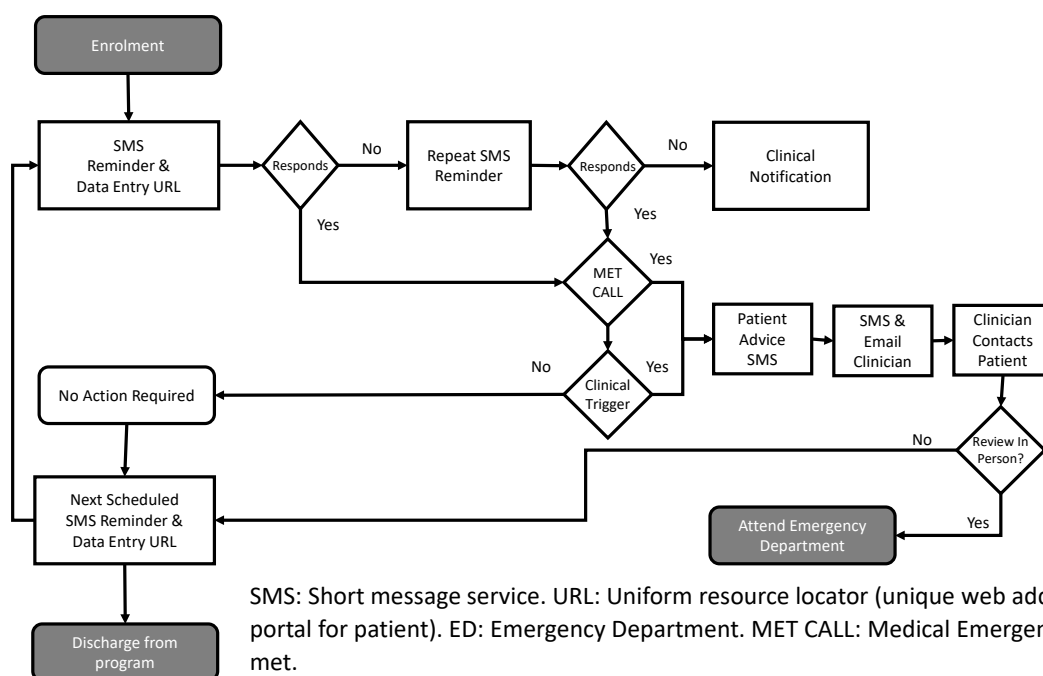 Enrolment
SMS
Reminder &
Data Entry URL
Responds
No
Repeat SMS
Reminder
Responds
No
Clinical
Notification
Yes
Yes
MET
CALL
Yes
Patient
Advice
SMS
SMS &
Email
Clinician
Clinician
Contacts
Patient
No
Clinical
Trigger
Yes
No Action Required
No
Review In
Person?
Next Scheduled
SMS Reminder &
Data Entry URL
Attend Emergency
Department
Yes
SMS: Short message service. URL: Uniform resource locator (unique web
portal for patient). ED: Emergency Department. MET CALL: Medical
met.
Discharge from
program